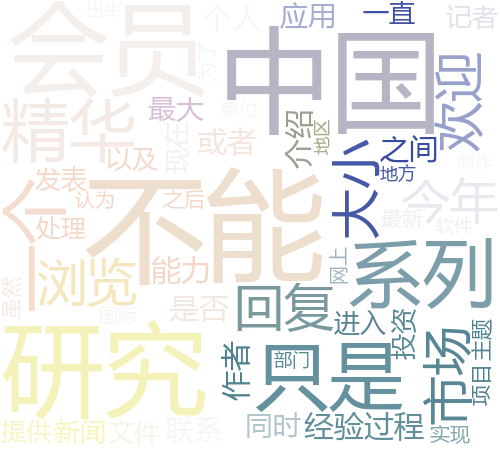 出来
会员
个人
应用
一直
记者
中国
为了
欢迎
精华
最大
单位
介绍
地区
现在
或者
以及
之间
大小
地方
发表
不能
一个
认为
之后
今年
最新
制作
软件
处理
能力
系列
网上
浏览
虽然
国际
是否
回复
进入
投资
研究
只是
部门
作者
市场
主题
项目
提供
新闻
文件
联系
同时
经验
过程
实现